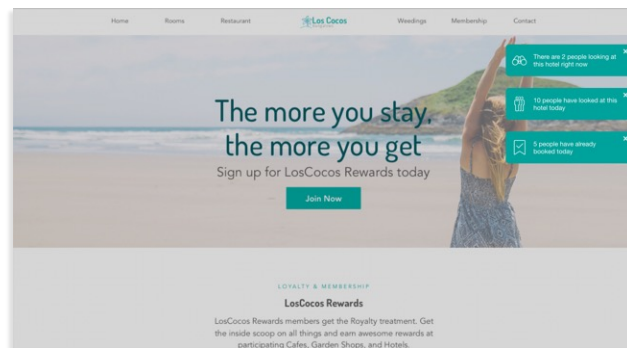 Home Rooms Restaurant Los Cocos Weedings Membership Contact
There are 2 people looking at
this hotel right now
10 people have looked at this
hotel today
5 people have already
booked today
The more you stay,
the more you get
Sign up for LosCocos Rewards today
Join Now
LOYALTY & MEMBERSHIP
LosCocos Rewards
LosCocos Rewards members get the Royalty treatment. Get
the inside scoop on all things and earn awesome rewards at
participating Cafes, Garden Shops, and Hotels.